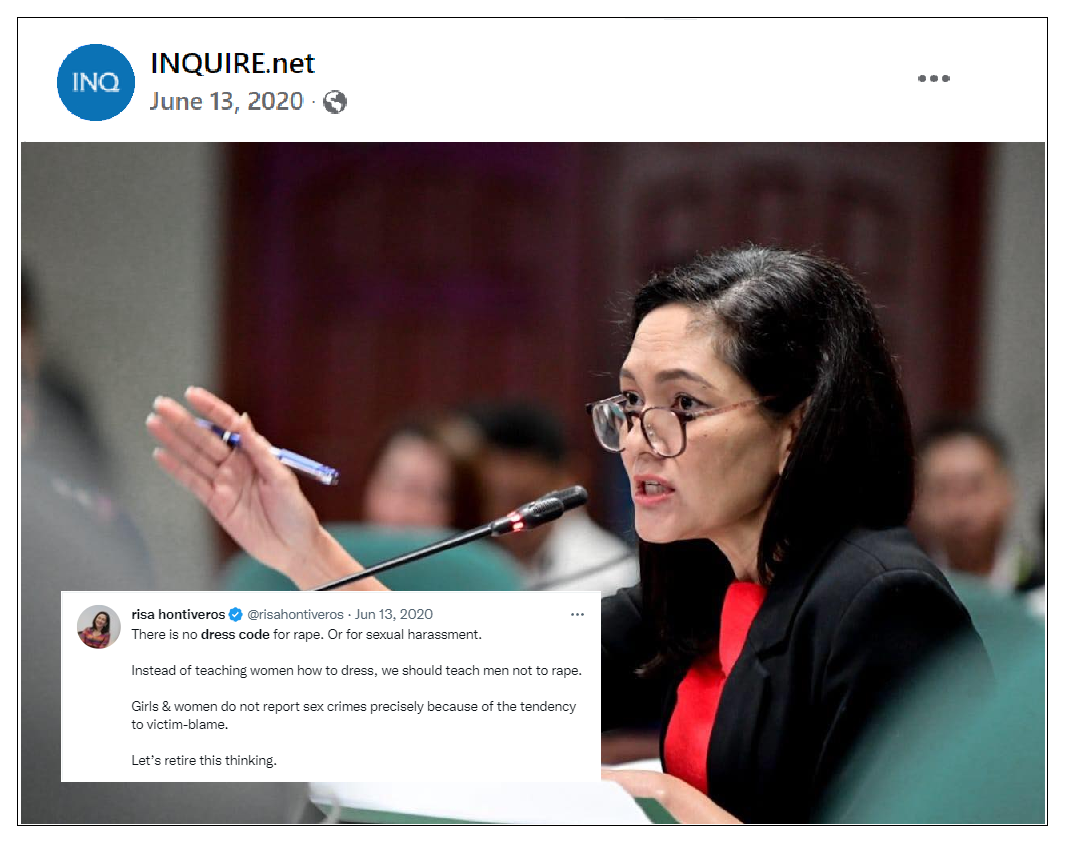 INQ
INQUIRE.net
June 13, 2020 ·
risa hontiveros @risahontiveros · Jun 13, 2020
There is no dress code for rape. Or for sexual harassment.
Instead of teaching women how to dress, we should teach men not to rape.
Girls & women do not report sex crimes precisely because of the tendency
to victim-blame.
Let's retire this thinking.